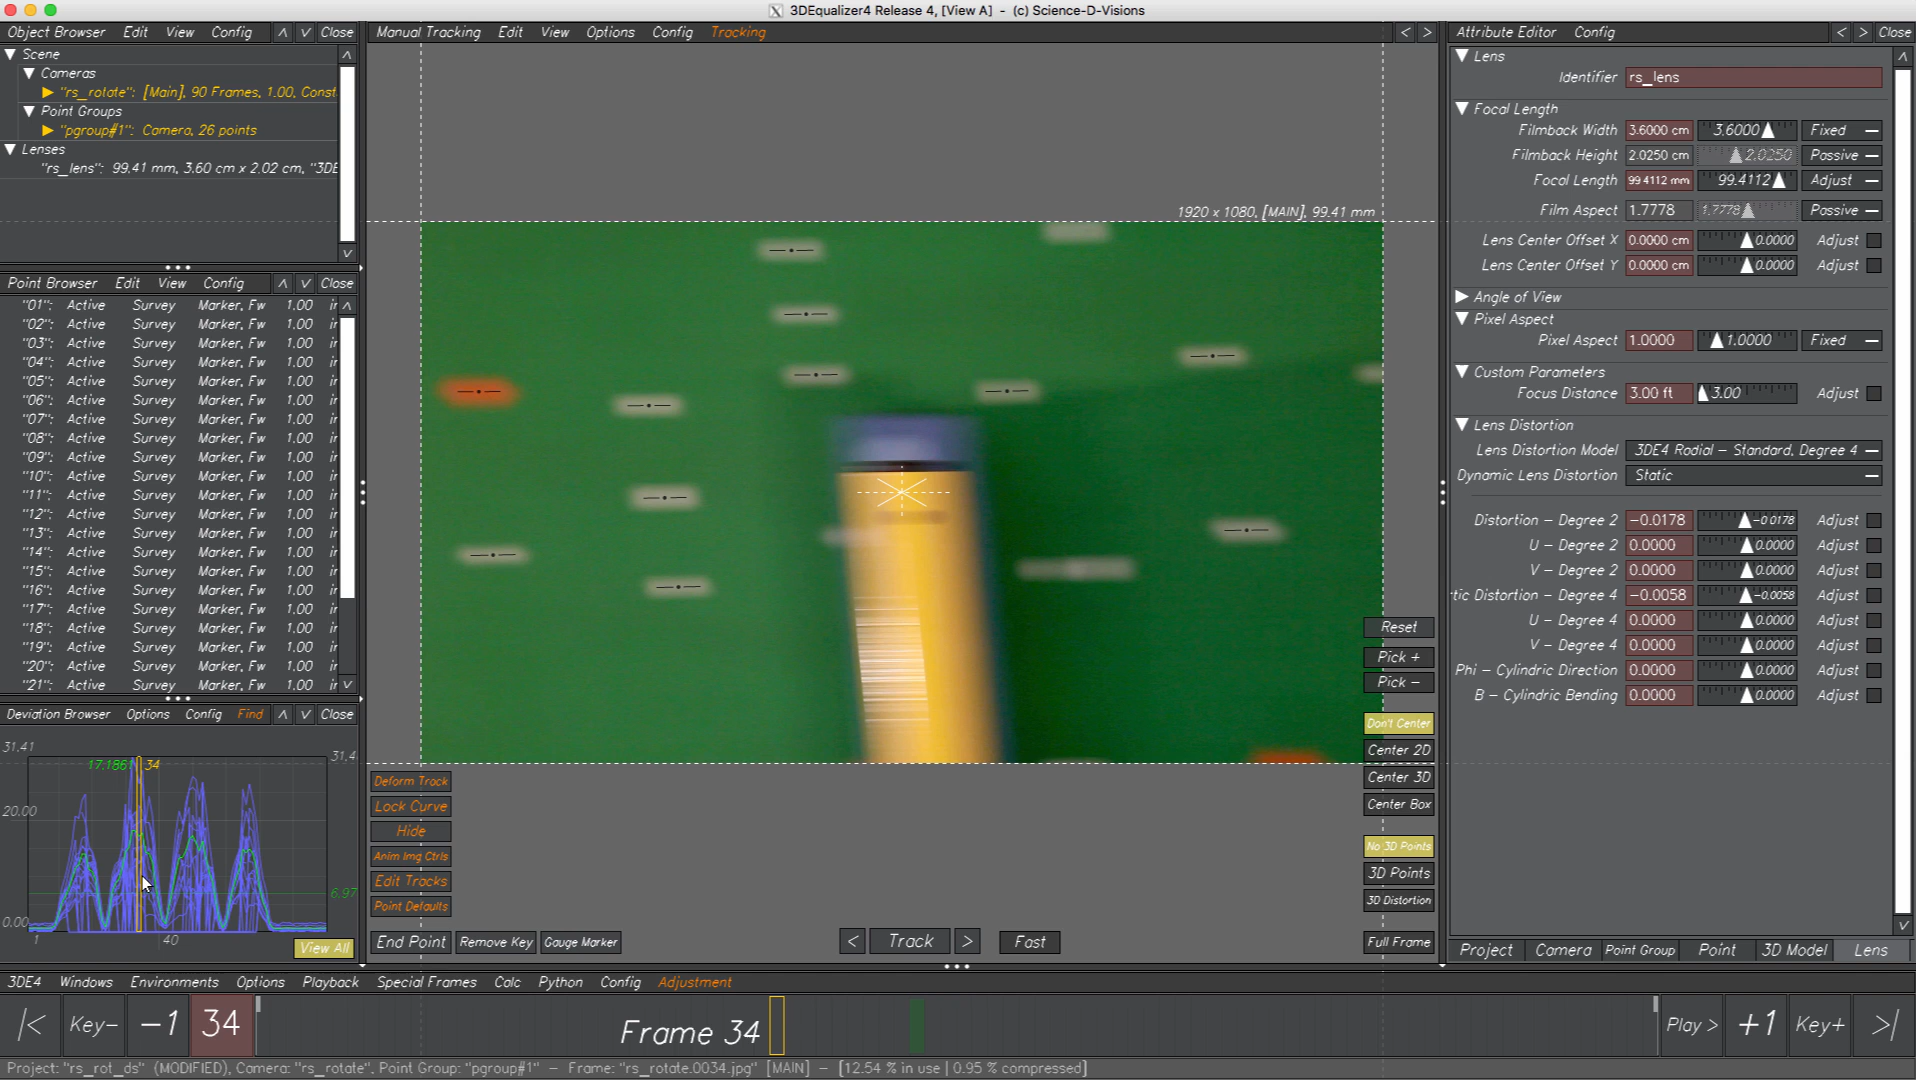 3DEqualizer4 Release 4, [View A] - (c) Science-D-Visions
Object Browser Edit View Config Close
Scene
Cameras
"rs_rotate": [Main], 90 Frames, 1.00, Const
Point Groups
"pgroup#1": Camera, 26 points
Lenses
"rs_lens": 99.41 mm, 3.60 cm x 2.02 cm, "3DE
Point Browser Edit View Config Close
"01": Active Survey Marker, Fw 1.00 ir
"02": Active Survey Marker, Fw 1.00 ir
"03": Active Survey Marker, Fw 1.00 ir
"04": Active Survey Marker, Fw 1.00 ir
"05": Active Survey Marker, Fw 1.00 ir
"06": Active Survey Marker, Fw 1.00 ir
"07": Active Survey Marker, Fw 1.00 ir
"08": Active Survey Marker, Fw 1.00 ir
"09": Active Survey Marker, Fw 1.00 ir
"10": Active Survey Marker, Fw 1.00 ir
"11": Active Survey Marker, Fw 1.00 ir
"12": Active Survey Marker, Fw 1.00 ir
"13": Active Survey Marker, Fw 1.00 ir
"14": Active Survey Marker, Fw 1.00 ir
"15": Active Survey Marker, Fw 1.00 ir
"16": Active Survey Marker, Fw 1.00 ir
"17": Active Survey Marker, Fw 1.00 ir
"18": Active Survey Marker, Fw 1.00 ir
"19": Active Survey Marker, Fw 1.00 ir
"20": Active Survey Marker, Fw 1.00 ir
"21": Active Survey Marker, Fw 1.00 ir
Deviation Browser Options Config Find Close
31.41
17.1861 34
31.4
20.00
6.97
0.00
1 40
View All
Manual Tracking Edit View Options Config Tracking < >
1920 x 1080, [MAIN], 99.41 mm
Reset
Pick +
Pick -
Don't Center
Center 2D
Center 3D
Center Box
No 3D Points
3D Points
3D Distortion
Full Frame
Deform Track
Lock Curve
Hide
Anim Img Ctrls
Edit Tracks
Point Defaults
End Point Remove Key Gauge Marker < Track > Fast
Attribute Editor Config < > Close
Lens
Identifier rs_lens
Focal Length
Filmback Width 3.6000 cm 3.6000 Fixed
Filmback Height 2.0250 cm 2.0250 Passive
Focal Length 99.4112 mm 99.4112 Adjust
Film Aspect 1.7778 1.7778 Passive
Lens Center Offset X 0.0000 cm 0.0000 Adjust
Lens Center Offset Y 0.0000 cm 0.0000 Adjust
Angle of View
Pixel Aspect
Pixel Aspect 1.0000 1.0000 Fixed
Custom Parameters
Focus Distance 3.00 ft 3.00 Adjust
Lens Distortion
Lens Distortion Model 3DE4 Radial - Standard, Degree 4
Dynamic Lens Distortion Static
Distortion - Degree 2 -0.0178 -0.0178 Adjust
U - Degree 2 0.0000 0.0000 Adjust
V - Degree 2 0.0000 0.0000 Adjust
tic Distortion - Degree 4 -0.0058 -0.0058 Adjust
U - Degree 4 0.0000 0.0000 Adjust
V - Degree 4 0.0000 0.0000 Adjust
Phi - Cylindric Direction 0.0000 0.0000 Adjust
B - Cylindric Bending 0.0000 0.0000 Adjust
Project Camera Point Group Point 3D Model Lens
3DE4 Windows Environments Options Playback Special Frames Calc Python Config Adjustment
|< Key- -1 34 Frame 34 Play > +1 Key+ >|
Project: "rs_rot_ds" (MODIFIED), Camera: "rs_rotate", Point Group: "pgroup#1" - Frame: "rs_rotate.0034.jpg" [MAIN] - [12.54 % in use | 0.95 % compressed]